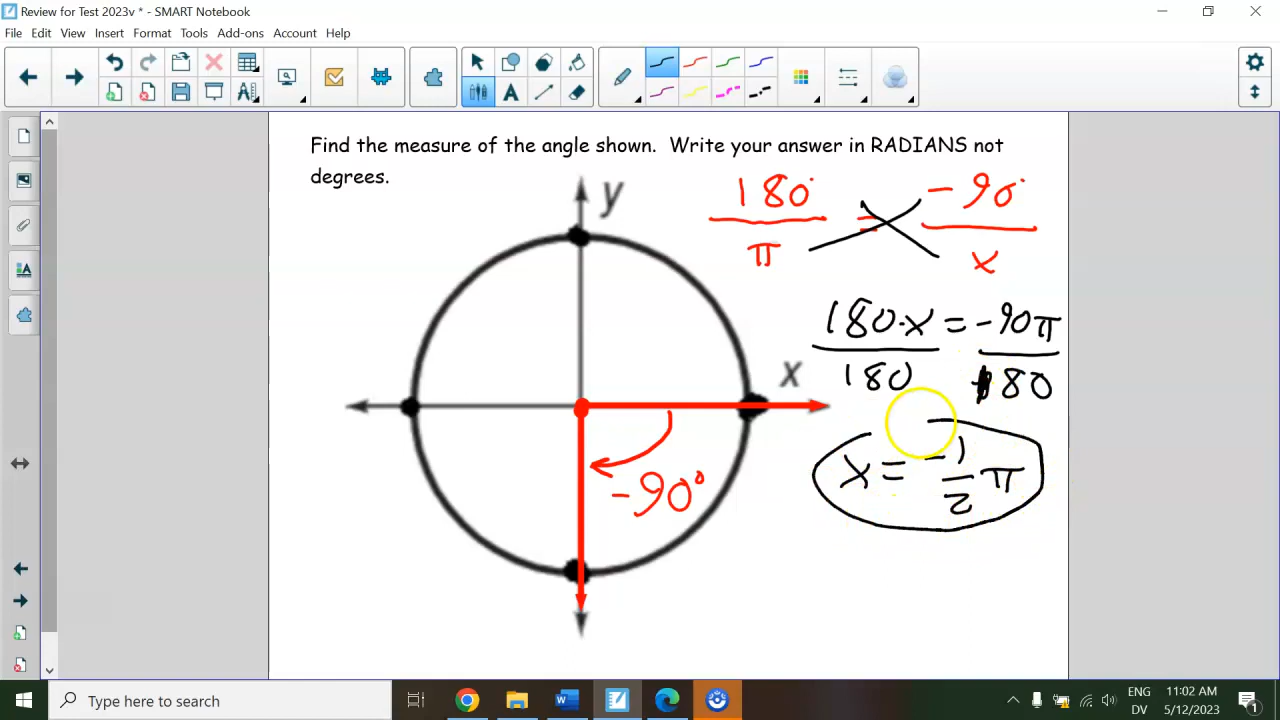 Review for Test 2023v * - SMART Notebook
File Edit View Insert Format Tools Add-ons Account Help
Find the measure of the angle shown. Write your answer in RADIANS not
degrees.
180° = -90°
π x
y
180·x = -90π
180 180
x
x = -1/2 π
-90°
Type here to search
ENG
DV
11:02 AM
5/12/2023
1